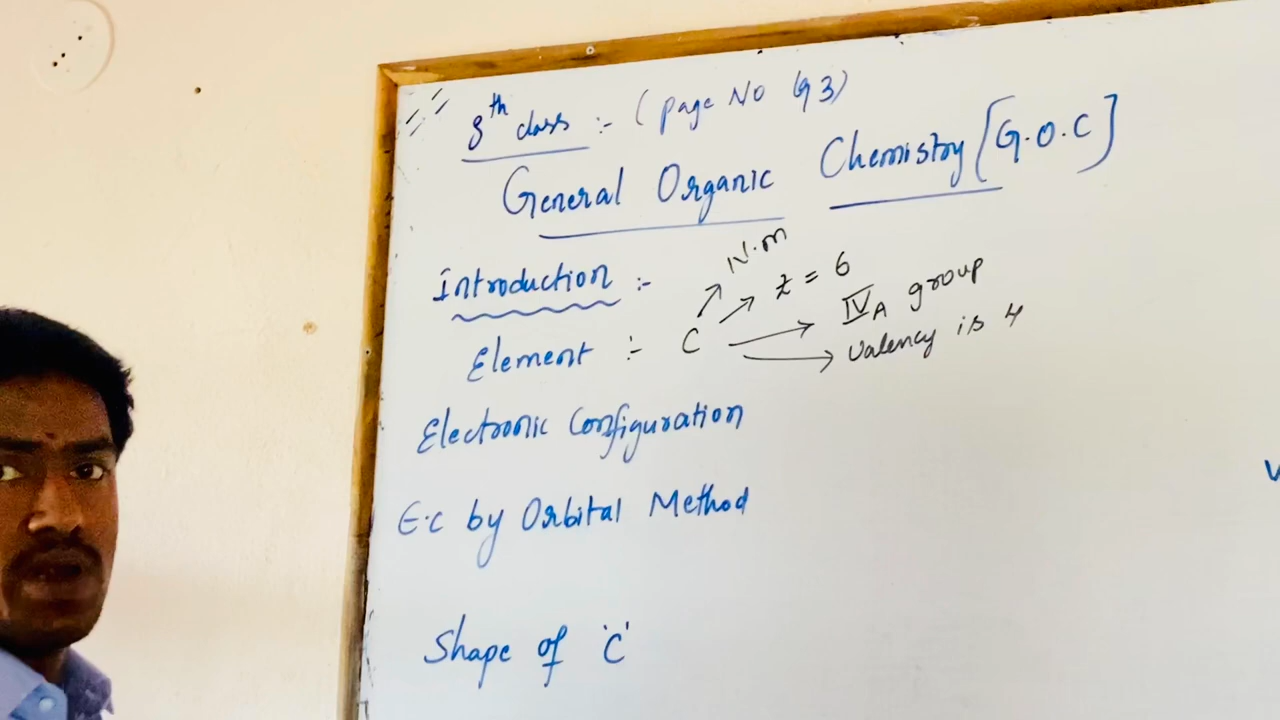 8th class :- (page No 93)
General Organic Chemistry [G.O.C]
Introduction :-
N.m
Z = 6
Element :- C
IVA group
Valency is 4
Electronic Configuration
E.C by Orbital Method
Shape of 'C'